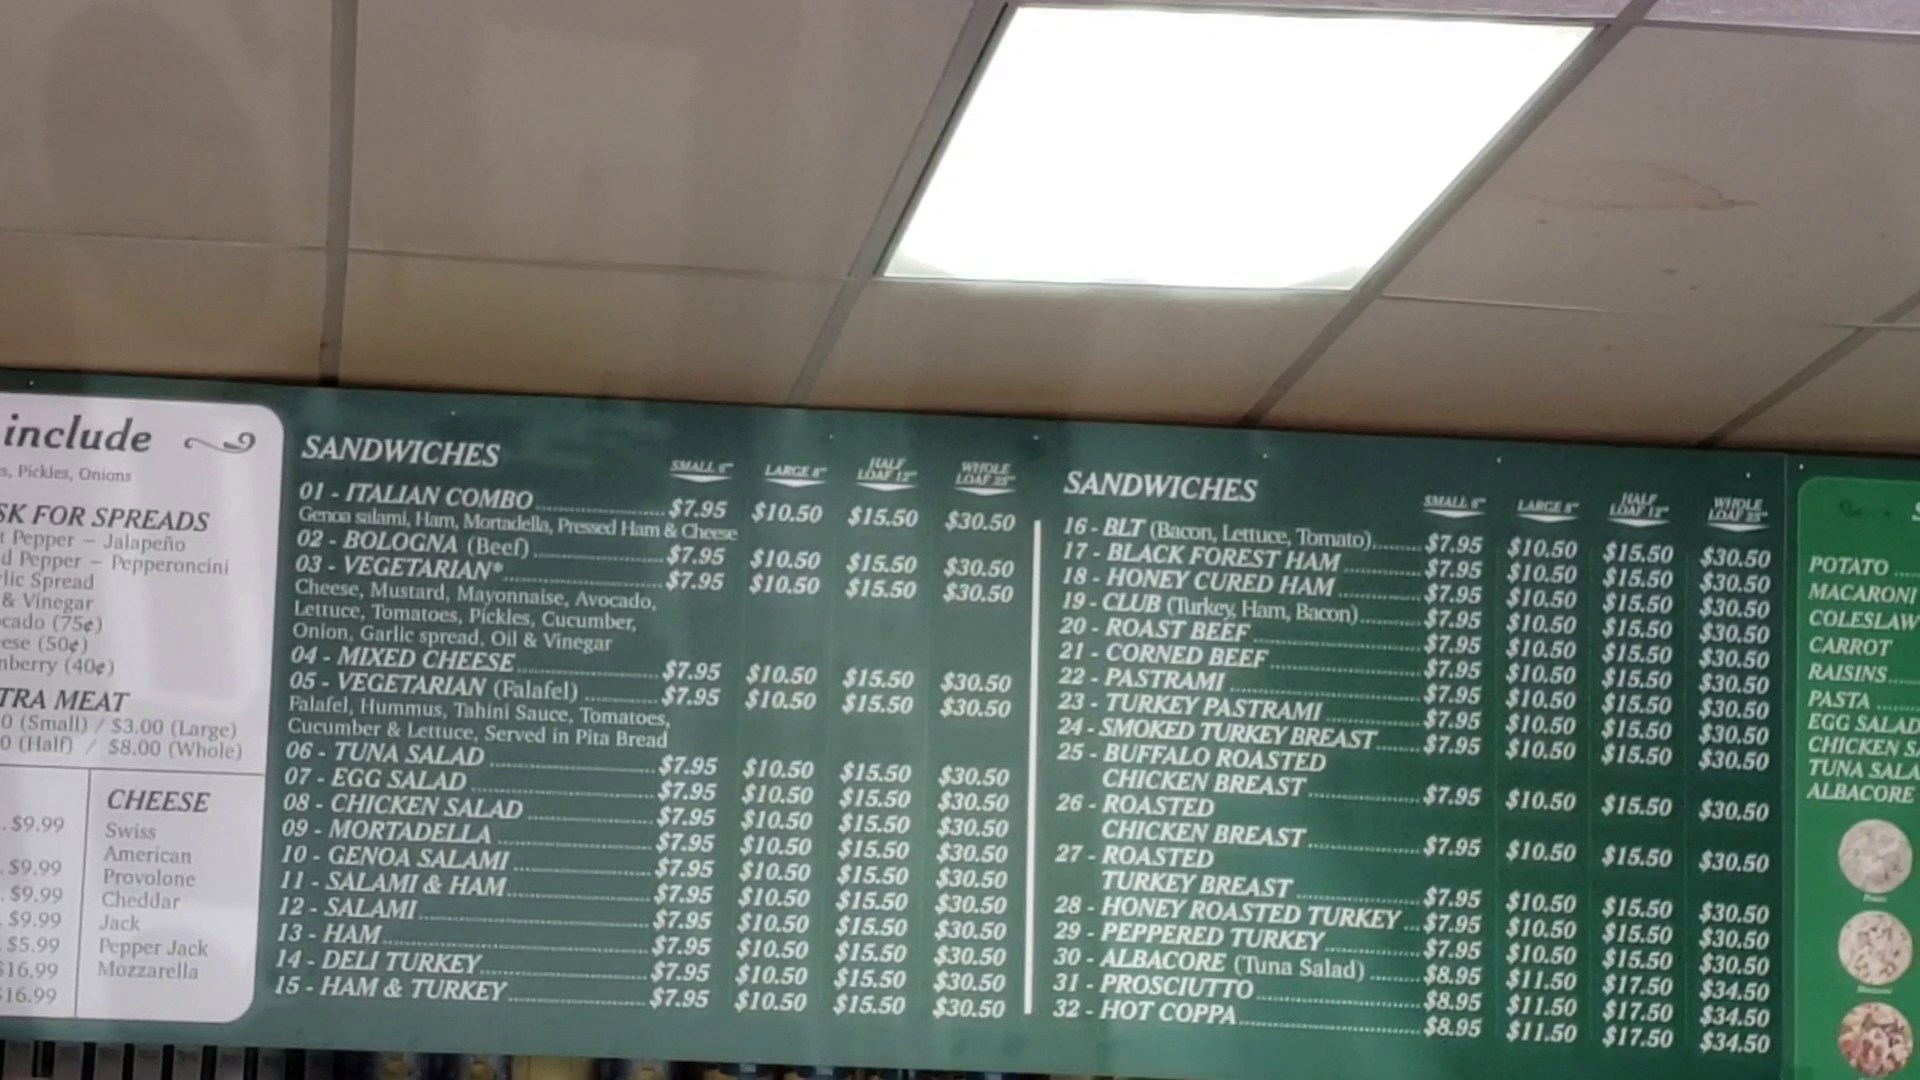 include
s, Pickles, Onions
SK FOR SPREADS
t Pepper – Jalapeño
d Pepper – Pepperoncini
lic Spread
& Vinegar
cado (75¢)
ese (50¢)
nberry (40¢)
TRA MEAT
0 (Small) / $3.00 (Large)
0 (Half) / $8.00 (Whole)
. $9.99
. $9.99
. $9.99
. $9.99
. $5.99
$16.99
$16.99
CHEESE
Swiss
American
Provolone
Cheddar
Jack
Pepper Jack
Mozzarella
SANDWICHES
SMALL 6" LARGE 8" HALF LOAF 12" WHOLE LOAF 25"
01 - ITALIAN COMBO $7.95 $10.50 $15.50 $30.50
Genoa salami, Ham, Mortadella, Pressed Ham & Cheese
02 - BOLOGNA (Beef) $7.95 $10.50 $15.50 $30.50
03 - VEGETARIAN* $7.95 $10.50 $15.50 $30.50
Cheese, Mustard, Mayonnaise, Avocado,
Lettuce, Tomatoes, Pickles, Cucumber,
Onion, Garlic spread, Oil & Vinegar
04 - MIXED CHEESE $7.95 $10.50 $15.50 $30.50
05 - VEGETARIAN (Falafel) $7.95 $10.50 $15.50 $30.50
Falafel, Hummus, Tahini Sauce, Tomatoes,
Cucumber & Lettuce, Served in Pita Bread
06 - TUNA SALAD $7.95 $10.50 $15.50 $30.50
07 - EGG SALAD $7.95 $10.50 $15.50 $30.50
08 - CHICKEN SALAD $7.95 $10.50 $15.50 $30.50
09 - MORTADELLA $7.95 $10.50 $15.50 $30.50
10 - GENOA SALAMI $7.95 $10.50 $15.50 $30.50
11 - SALAMI & HAM $7.95 $10.50 $15.50 $30.50
12 - SALAMI $7.95 $10.50 $15.50 $30.50
13 - HAM $7.95 $10.50 $15.50 $30.50
14 - DELI TURKEY $7.95 $10.50 $15.50 $30.50
15 - HAM & TURKEY $7.95 $10.50 $15.50 $30.50
SANDWICHES
SMALL 6" LARGE 8" HALF LOAF 12" WHOLE LOAF 25"
16 - BLT (Bacon, Lettuce, Tomato) $7.95 $10.50 $15.50 $30.50
17 - BLACK FOREST HAM $7.95 $10.50 $15.50 $30.50
18 - HONEY CURED HAM $7.95 $10.50 $15.50 $30.50
19 - CLUB (Turkey, Ham, Bacon) $7.95 $10.50 $15.50 $30.50
20 - ROAST BEEF $7.95 $10.50 $15.50 $30.50
21 - CORNED BEEF $7.95 $10.50 $15.50 $30.50
22 - PASTRAMI $7.95 $10.50 $15.50 $30.50
23 - TURKEY PASTRAMI $7.95 $10.50 $15.50 $30.50
24 - SMOKED TURKEY BREAST $7.95 $10.50 $15.50 $30.50
25 - BUFFALO ROASTED
CHICKEN BREAST $7.95 $10.50 $15.50 $30.50
26 - ROASTED
CHICKEN BREAST $7.95 $10.50 $15.50 $30.50
27 - ROASTED
TURKEY BREAST $7.95 $10.50 $15.50 $30.50
28 - HONEY ROASTED TURKEY $7.95 $10.50 $15.50 $30.50
29 - PEPPERED TURKEY $7.95 $10.50 $15.50 $30.50
30 - ALBACORE (Tuna Salad) $8.95 $11.50 $17.50 $34.50
31 - PROSCIUTTO $8.95 $11.50 $17.50 $34.50
32 - HOT COPPA $8.95 $11.50 $17.50 $34.50
POTATO
MACARONI
COLESLAW
CARROT
RAISINS
PASTA
EGG SALAD
CHICKEN SA
TUNA SALA
ALBACORE